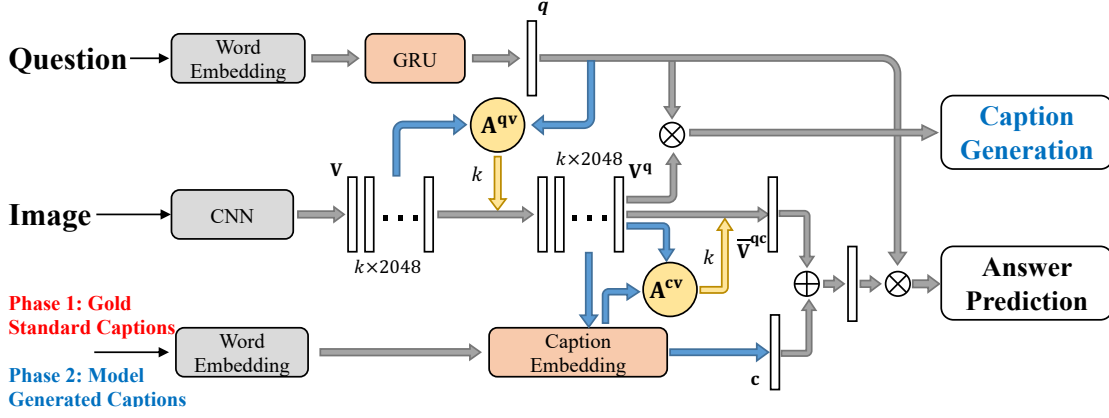 q
Question
Word
Embedding
GRU
A^qv
Caption
Generation
k×2048
V
k
V^q
Image
CNN
. . .
. . .
k×2048
k
V̅^qc
A^cv
Answer
Prediction
Phase 1: Gold
Standard Captions
Word
Embedding
Caption
Embedding
c
Phase 2: Model
Generated Captions